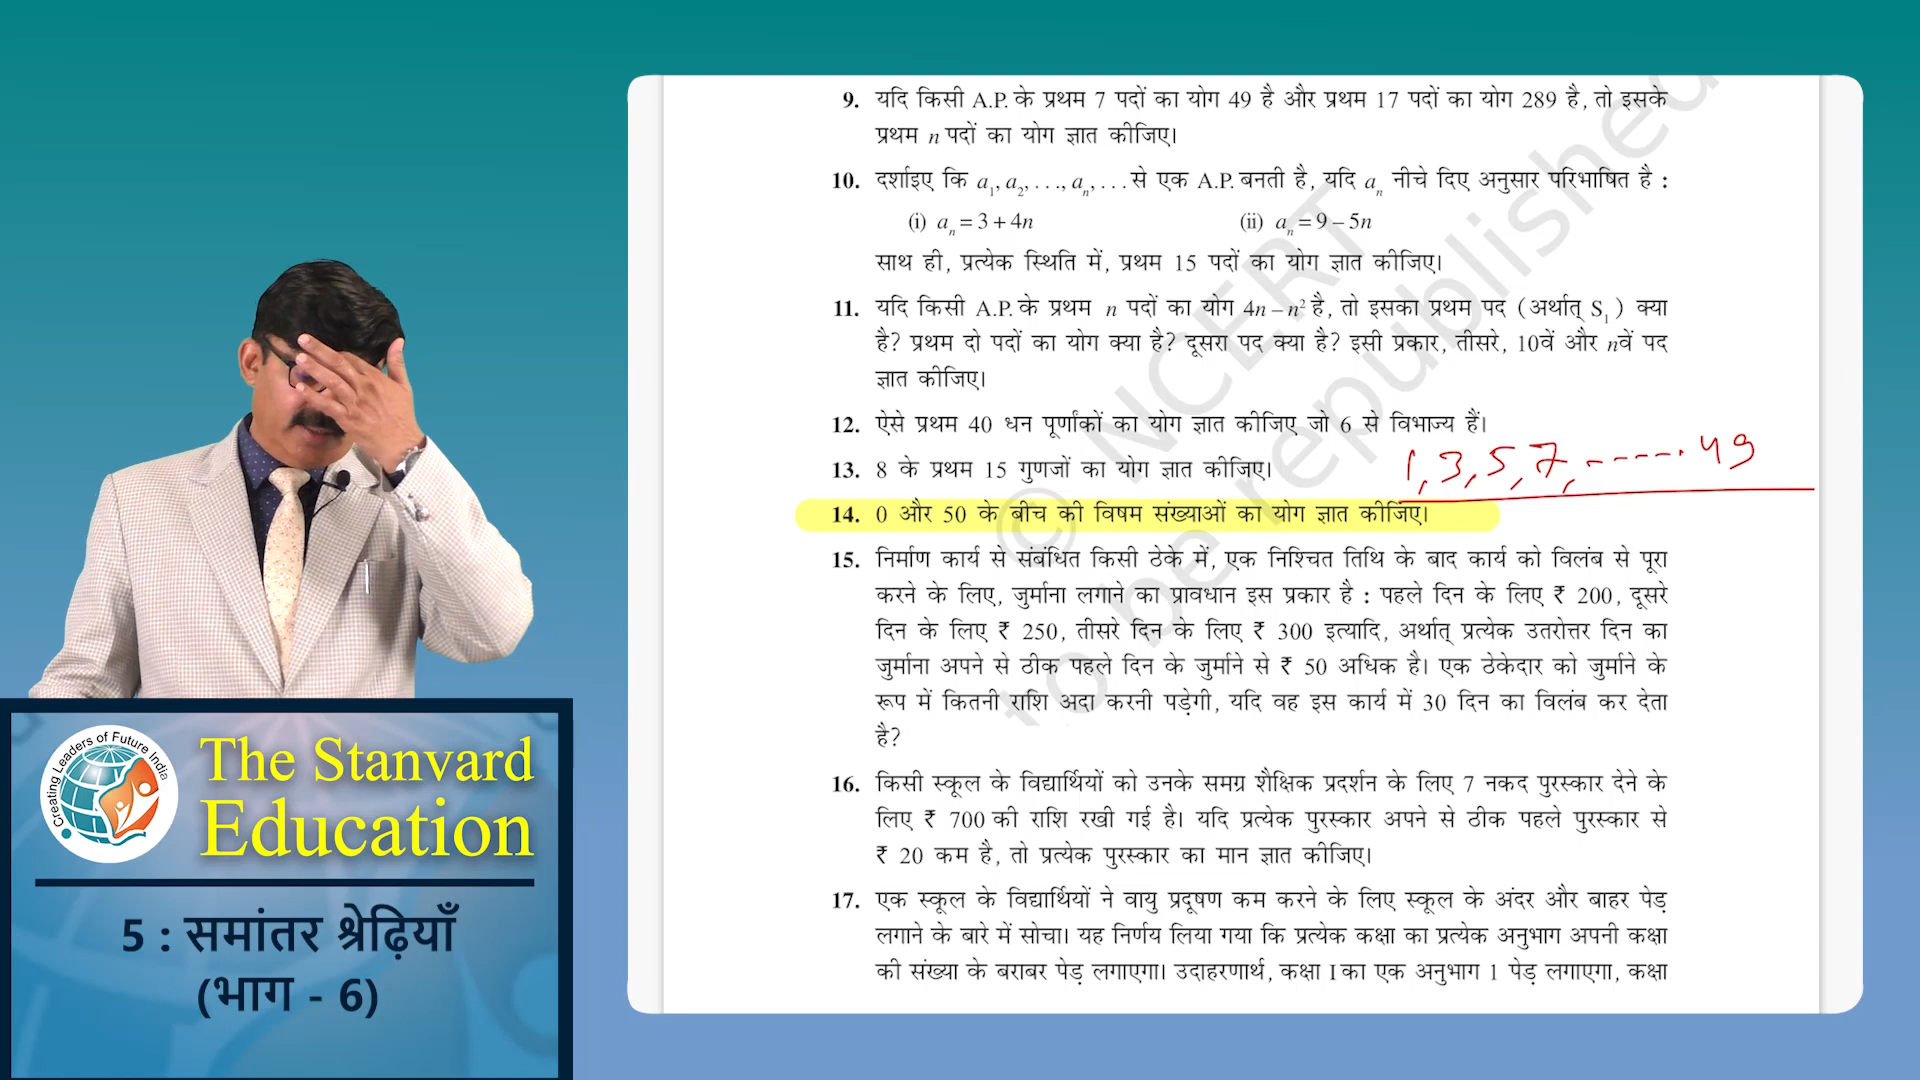 9. यदि किसी A.P. के प्रथम 7 पदों का योग 49 है और प्रथम 17 पदों का योग 289 है, तो इसके
प्रथम n पदों का योग ज्ञात कीजिए।
10. दर्शाइए कि a₁, a₂, . . ., aₙ, . . . से एक A.P. बनती है, यदि aₙ नीचे दिए अनुसार परिभाषित है :
(i) aₙ = 3 + 4n (ii) aₙ = 9 – 5n
साथ ही, प्रत्येक स्थिति में, प्रथम 15 पदों का योग ज्ञात कीजिए।
11. यदि किसी A.P. के प्रथम n पदों का योग 4n – n² है, तो इसका प्रथम पद (अर्थात् S₁) क्या
है? प्रथम दो पदों का योग क्या है? दूसरा पद क्या है? इसी प्रकार, तीसरे, 10वें और nवें पद
ज्ञात कीजिए।
12. ऐसे प्रथम 40 धन पूर्णांकों का योग ज्ञात कीजिए जो 6 से विभाज्य हैं।
13. 8 के प्रथम 15 गुणजों का योग ज्ञात कीजिए।
1, 3, 5, 7, ------. 49
14. 0 और 50 के बीच की विषम संख्याओं का योग ज्ञात कीजिए।
15. निर्माण कार्य से संबंधित किसी ठेके में, एक निश्चित तिथि के बाद कार्य को विलंब से पूरा
करने के लिए, जुर्माना लगाने का प्रावधान इस प्रकार है : पहले दिन के लिए ₹ 200, दूसरे
दिन के लिए ₹ 250, तीसरे दिन के लिए ₹ 300 इत्यादि, अर्थात् प्रत्येक उतरोत्तर दिन का
जुर्माना अपने से ठीक पहले दिन के जुर्माने से ₹ 50 अधिक है। एक ठेकेदार को जुर्माने के
रूप में कितनी राशि अदा करनी पड़ेगी, यदि वह इस कार्य में 30 दिन का विलंब कर देता
है?
16. किसी स्कूल के विद्यार्थियों को उनके समग्र शैक्षिक प्रदर्शन के लिए 7 नकद पुरस्कार देने के
लिए ₹ 700 की राशि रखी गई है। यदि प्रत्येक पुरस्कार अपने से ठीक पहले पुरस्कार से
₹ 20 कम है, तो प्रत्येक पुरस्कार का मान ज्ञात कीजिए।
17. एक स्कूल के विद्यार्थियों ने वायु प्रदूषण कम करने के लिए स्कूल के अंदर और बाहर पेड़
लगाने के बारे में सोचा। यह निर्णय लिया गया कि प्रत्येक कक्षा का प्रत्येक अनुभाग अपनी कक्षा
की संख्या के बराबर पेड़ लगाएगा। उदाहरणार्थ, कक्षा I का एक अनुभाग 1 पेड़ लगाएगा, कक्षा
© NCERT
to be republished
Creating Leaders of Future India
The Stanvard
Education
5 : समांतर श्रेढ़ियाँ
(भाग - 6)